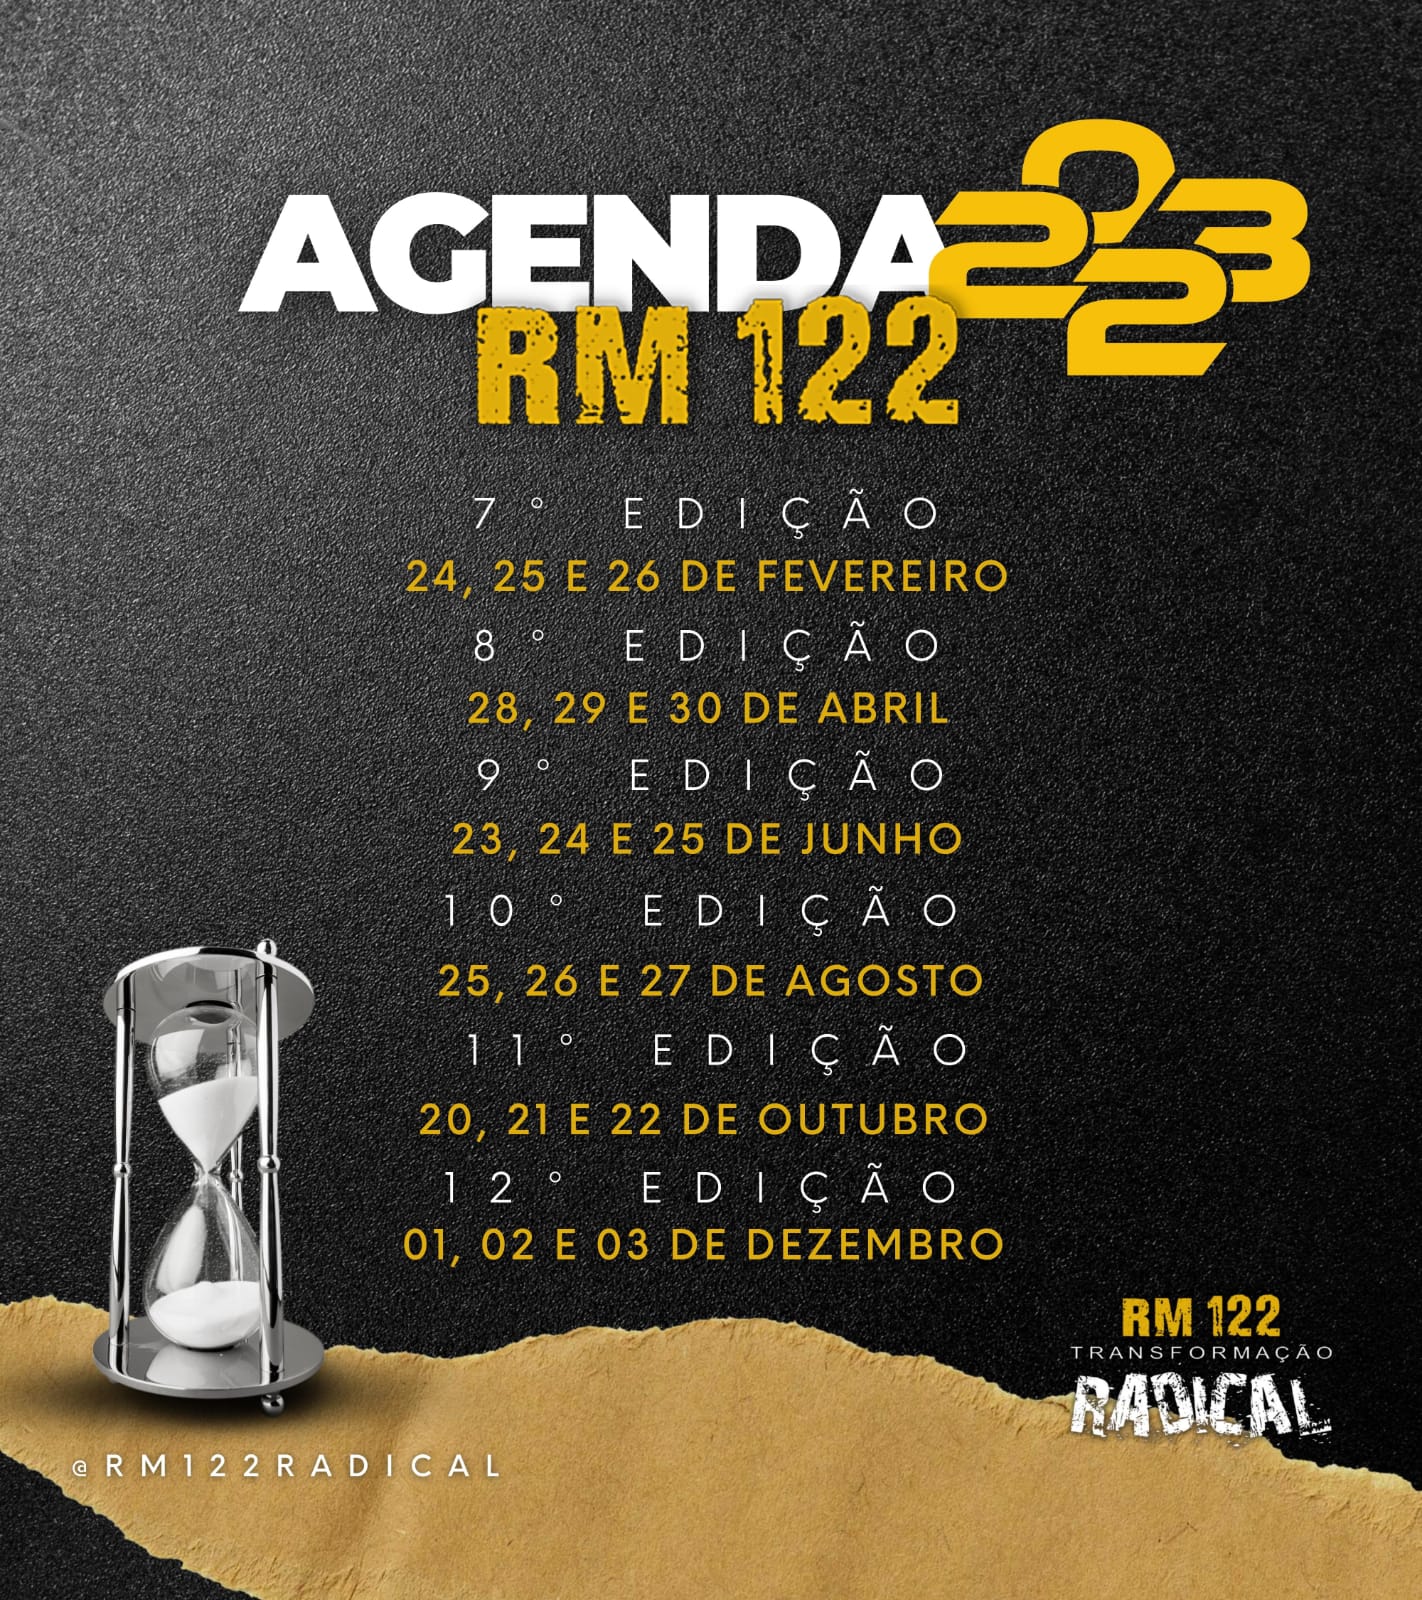 AGENDA 2023
RM 122
7° EDIÇÃO
24, 25 E 26 DE FEVEREIRO
8° EDIÇÃO
28, 29 E 30 DE ABRIL
9° EDIÇÃO
23, 24 E 25 DE JUNHO
10° EDIÇÃO
25, 26 E 27 DE AGOSTO
11° EDIÇÃO
20, 21 E 22 DE OUTUBRO
12° EDIÇÃO
01, 02 E 03 DE DEZEMBRO
RM 122
TRANSFORMAÇÃO
RADICAL
@RM122RADICAL